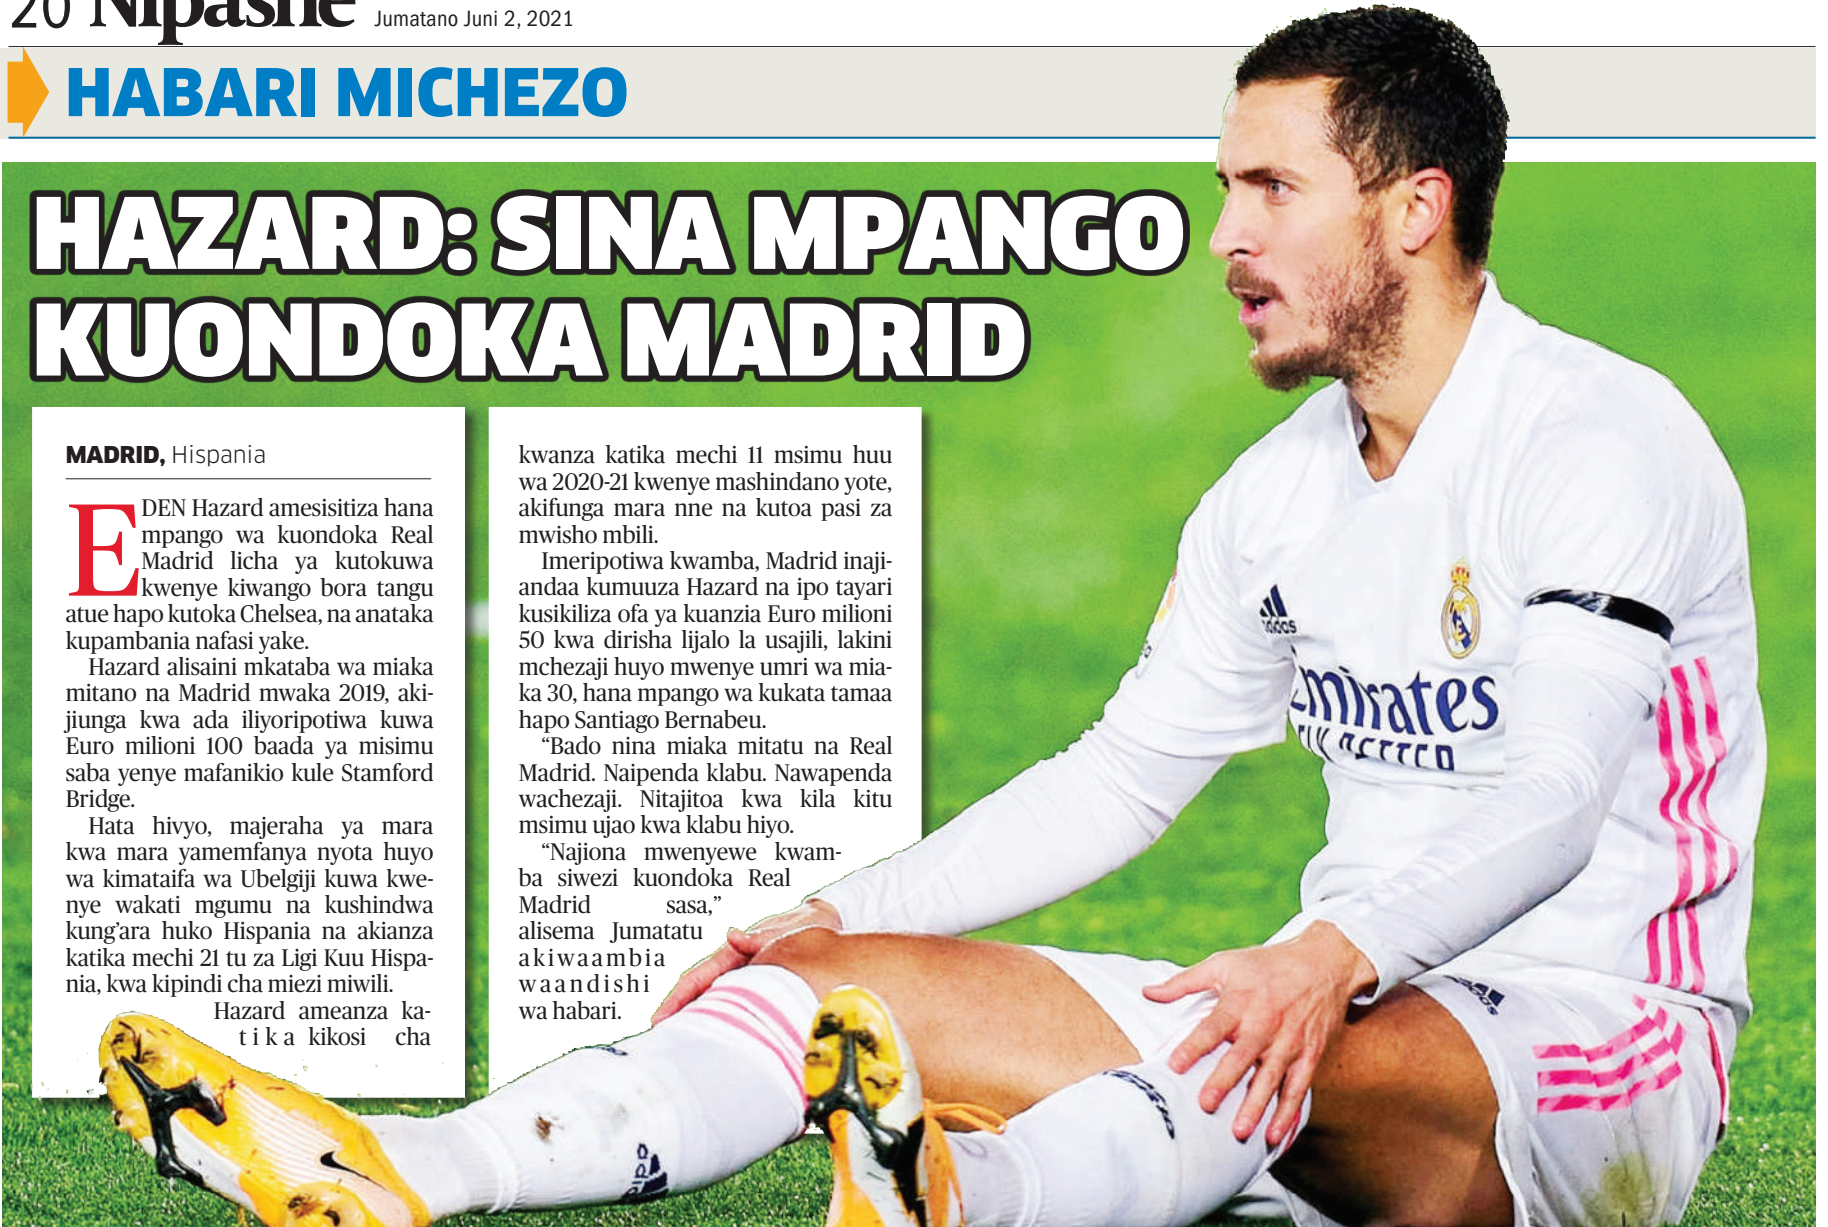 20 Nipashe Jumatano Juni 2, 2021
HABARI MICHEZO
HAZARD: SINA MPANGO
KUONDOKA MADRID
MADRID, Hispania
EDEN Hazard amesisitiza hana
mpango wa kuondoka Real
Madrid licha ya kutokuwa
kwenye kiwango bora tangu
atue hapo kutoka Chelsea, na anataka
kupambania nafasi yake.
Hazard alisaini mkataba wa miaka
mitano na Madrid mwaka 2019, aki-
jiunga kwa ada iliyoripotiwa kuwa
Euro milioni 100 baada ya misimu
saba yenye mafanikio kule Stamford
Bridge.
Hata hivyo, majeraha ya mara
kwa mara yamemfanya nyota huyo
wa kimataifa wa Ubelgiji kuwa kwe-
nye wakati mgumu na kushindwa
kung'ara huko Hispania na akianza
katika mechi 21 tu za Ligi Kuu Hispa-
nia, kwa kipindi cha miezi miwili.
Hazard ameanza ka-
tika kikosi cha
kwanza katika mechi 11 msimu huu
wa 2020-21 kwenye mashindano yote,
akifunga mara nne na kutoa pasi za
mwisho mbili.
Imeripotiwa kwamba, Madrid inaji-
andaa kumuuza Hazard na ipo tayari
kusikiliza ofa ya kuanzia Euro milioni
50 kwa dirisha lijalo la usajili, lakini
mchezaji huyo mwenye umri wa mia-
ka 30, hana mpango wa kukata tamaa
hapo Santiago Bernabeu.
“Bado nina miaka mitatu na Real
Madrid. Naipenda klabu. Nawapenda
wachezaji. Nitajitoa kwa kila kitu
msimu ujao kwa klabu hiyo.
“Najiona mwenyewe kwam-
ba siwezi kuondoka Real
Madrid sasa,”
alisema Jumatatu
akiwaambia
waandishi
wa habari.
adidas
Emirates
FLY BETTER
adidas
adidas